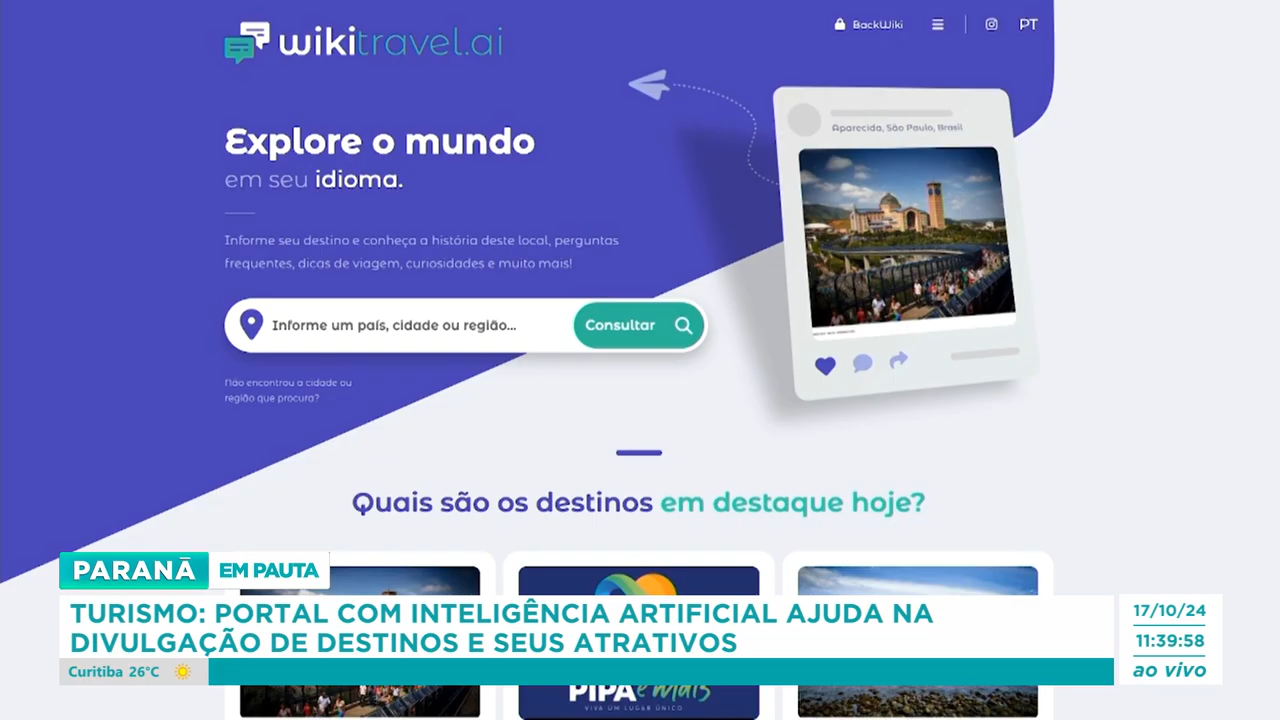 wikitravel.ai
BackWiki
PT
Explore o mundo
em seu idioma.
Informe seu destino e conheça a história deste local, perguntas
frequentes, dicas de viagem, curiosidades e muito mais!
Informe um país, cidade ou região...
Consultar
Não encontrou a cidade ou
região que procura?
Aparecida, São Paulo, Brasil
Quais são os destinos em destaque hoje?
PARANÁ EM PAUTA
TURISMO: PORTAL COM INTELIGÊNCIA ARTIFICIAL AJUDA NA
DIVULGAÇÃO DE DESTINOS E SEUS ATRATIVOS
17/10/24
11:39:58
ao vivo
Curitiba 26°C
PIPA e mais
VIVA UM LUGAR ÚNICO